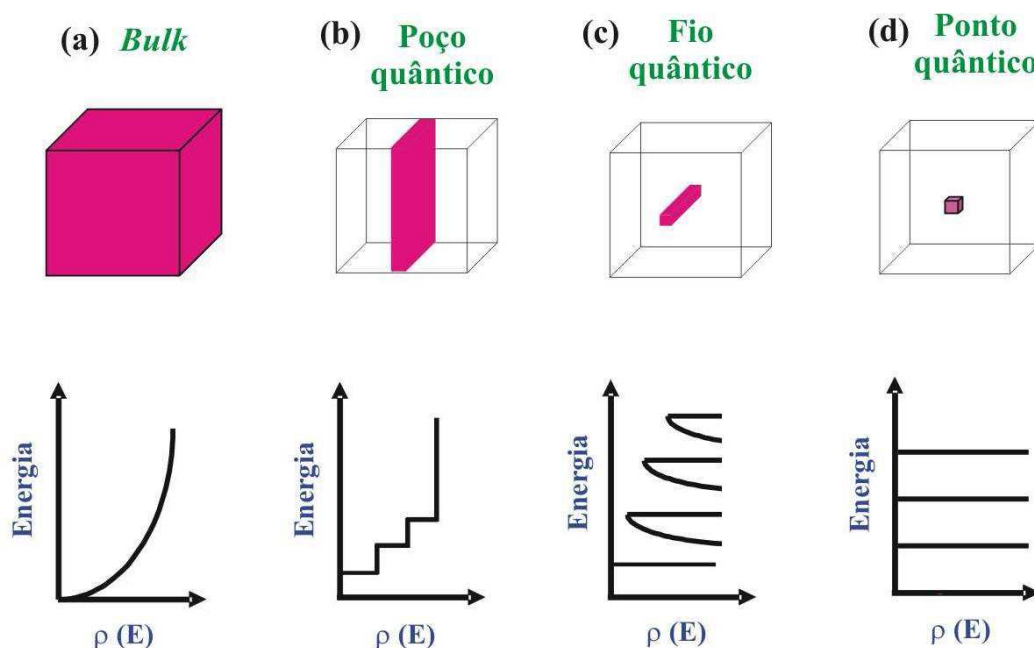 (a) Bulk
(b) Poço
quântico
(c) Fio
quântico
(d) Ponto
quântico
Energia
ρ (E)
Energia
ρ (E)
Energia
ρ (E)
Energia
ρ (E)